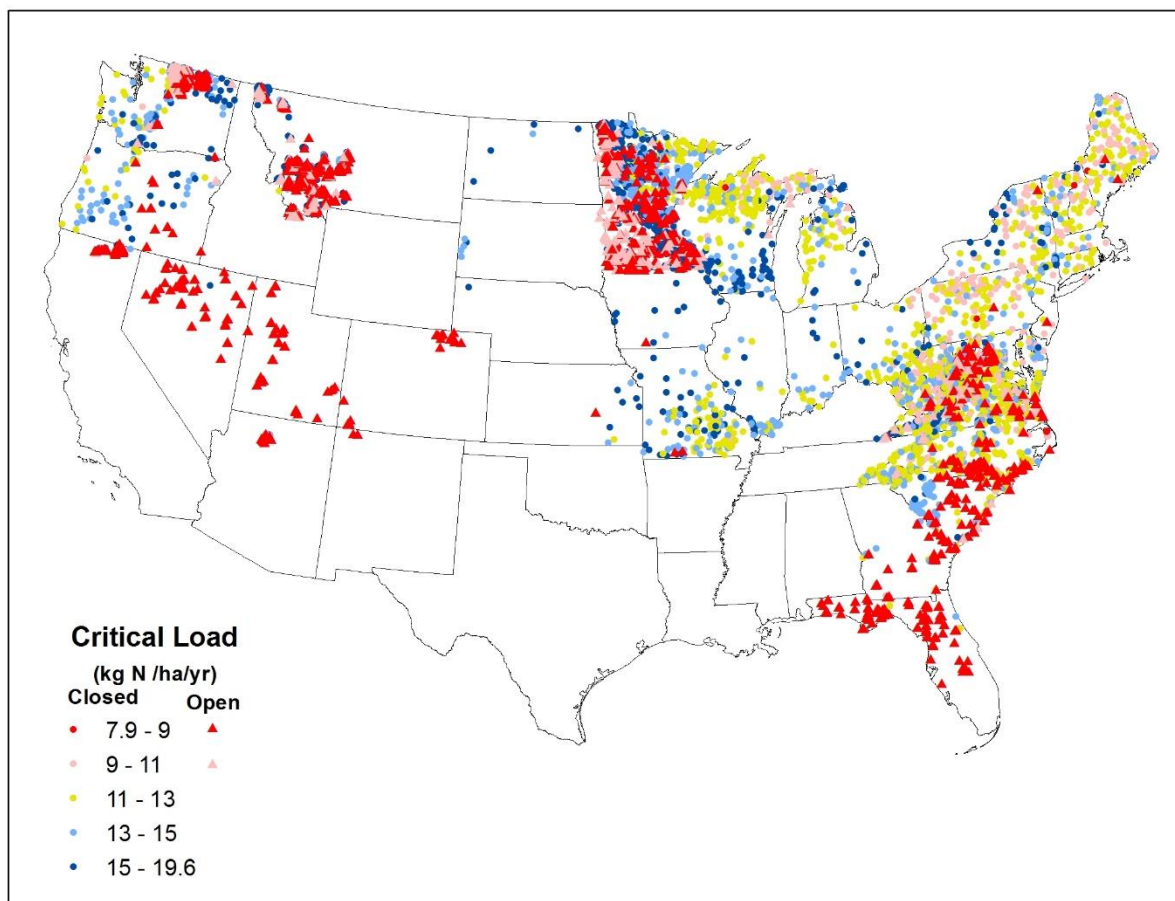 Critical Load
(kg N /ha/yr)
Closed Open
7.9 - 9
9 - 11
11 - 13
13 - 15
15 - 19.6